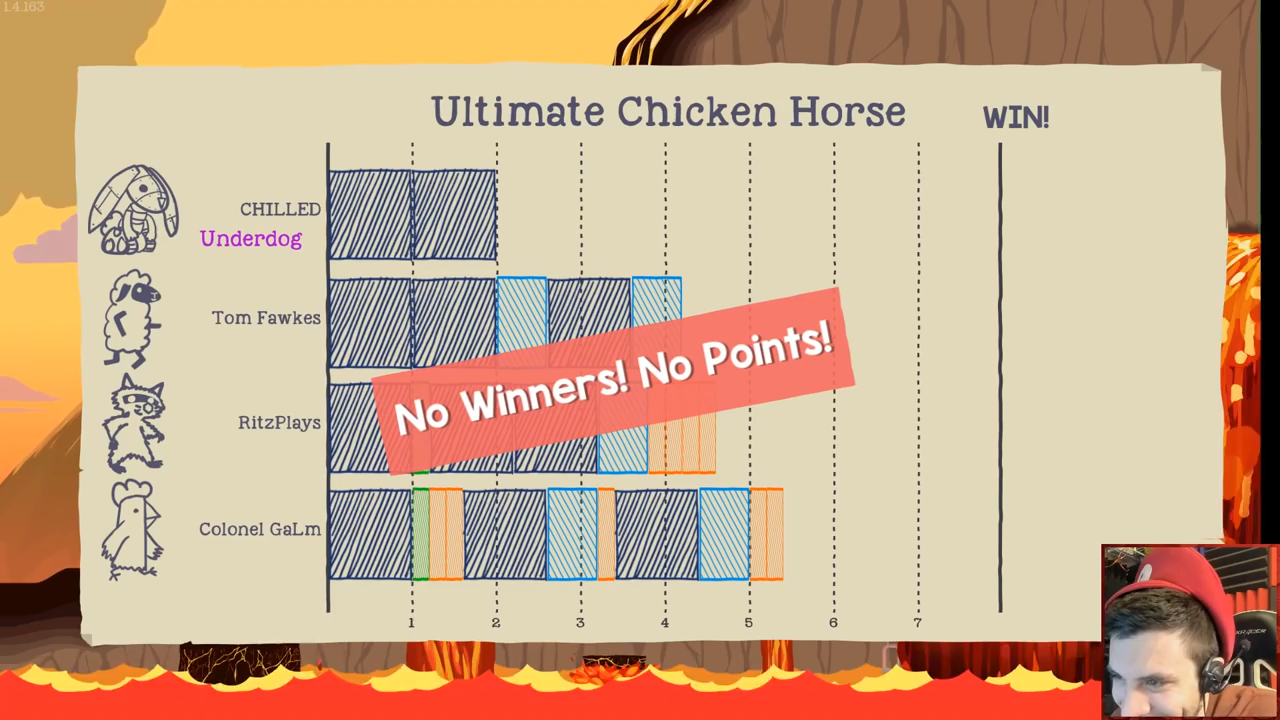 1.4.163
Ultimate Chicken Horse
WIN!
CHILLED
Underdog
Tom Fawkes
No Winners! No Points!
RitzPlays
Colonel GaLm
1 2 3 4 5 6 7